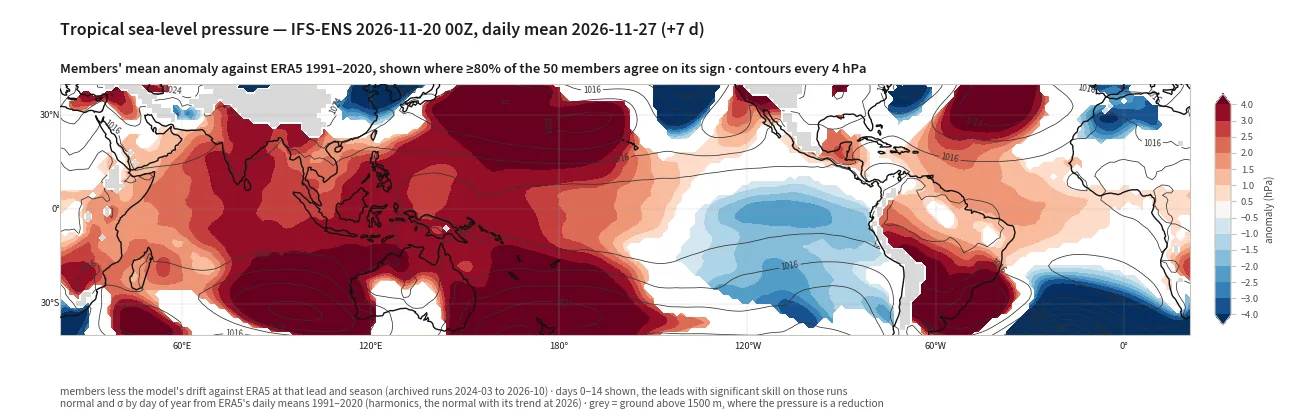 Tropical sea-level pressure — IFS-ENS 2026-11-20 00Z, daily mean 2026-11-27 (+7 d)
Members' mean anomaly against ERA5 1991–2020, shown where ≥80% of the 50 members agree on its sign · contours every 4 hPa
30°N
0°
30°S
60°E
120°E
180°
120°W
60°W
0°
1024
1016
1016
1016
1016
1016
1016
1016
4.0
3.0
2.0
1.5
1.0
0.5
−0.5
−1.0
−1.5
−2.0
−3.0
−4.0
anomaly (hPa)
members less the model's drift against ERA5 at that lead and season (archived runs 2024-03 to 2026-10) · days 0–14 shown, the leads with significant skill on those runs
normal and σ by day of year from ERA5's daily means 1991–2020 (harmonics, the normal with its trend at 2026) · grey = ground above 1500 m, where the pressure is a reduction